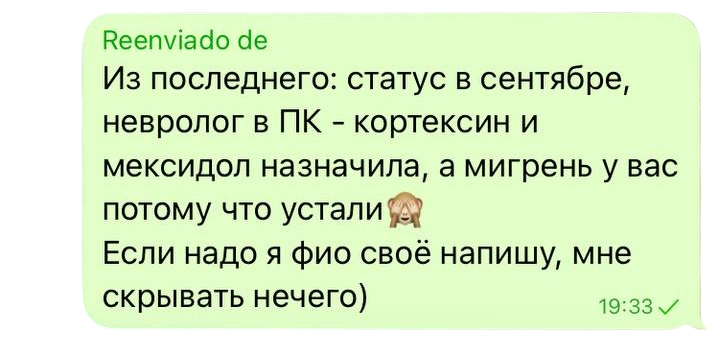 Reenviado de
Из последнего: статус в сентябре,
невролог в ПК - кортексин и
мексидол назначила, а мигрень у вас
потому что устали🙈
Если надо я фио своё напишу, мне
скрывать нечего)
19:33